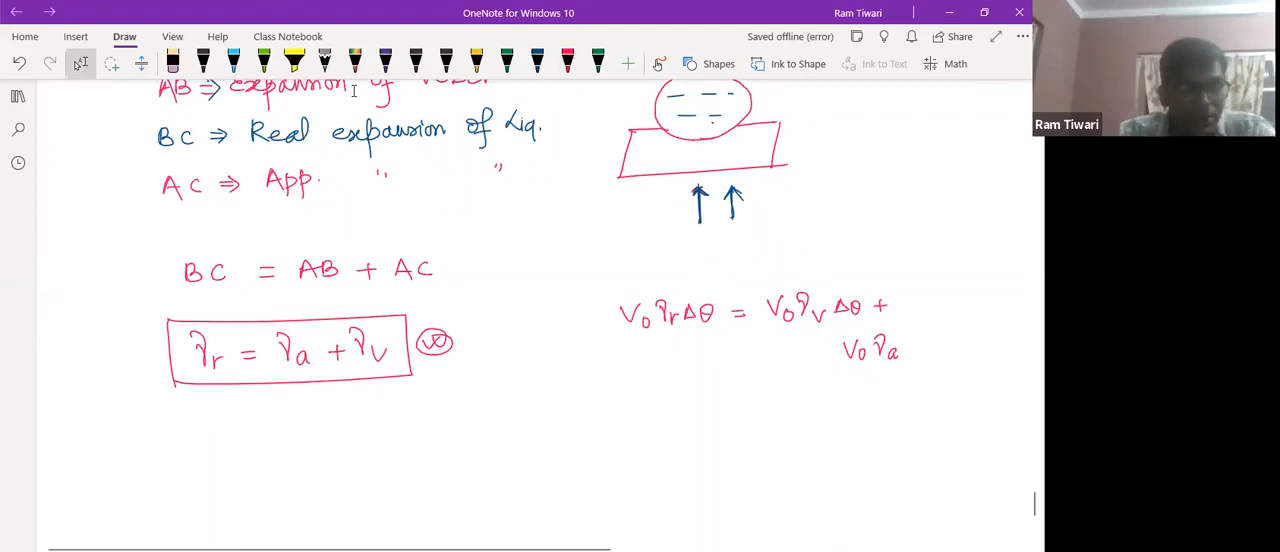 OneNote for Windows 10
Ram Tiwari
Home Insert Draw View Help Class Notebook
Saved offline (error)
Share
Shapes
Ink to Shape
Ink to Text
Math
AB ⇒ expansion of
BC ⇒ Real expansion of Liq.
AC ⇒ App. " "
BC = AB + AC
γr = γa + γv
V₀γrΔθ = V₀γvΔθ +
V₀γa
Ram Tiwari